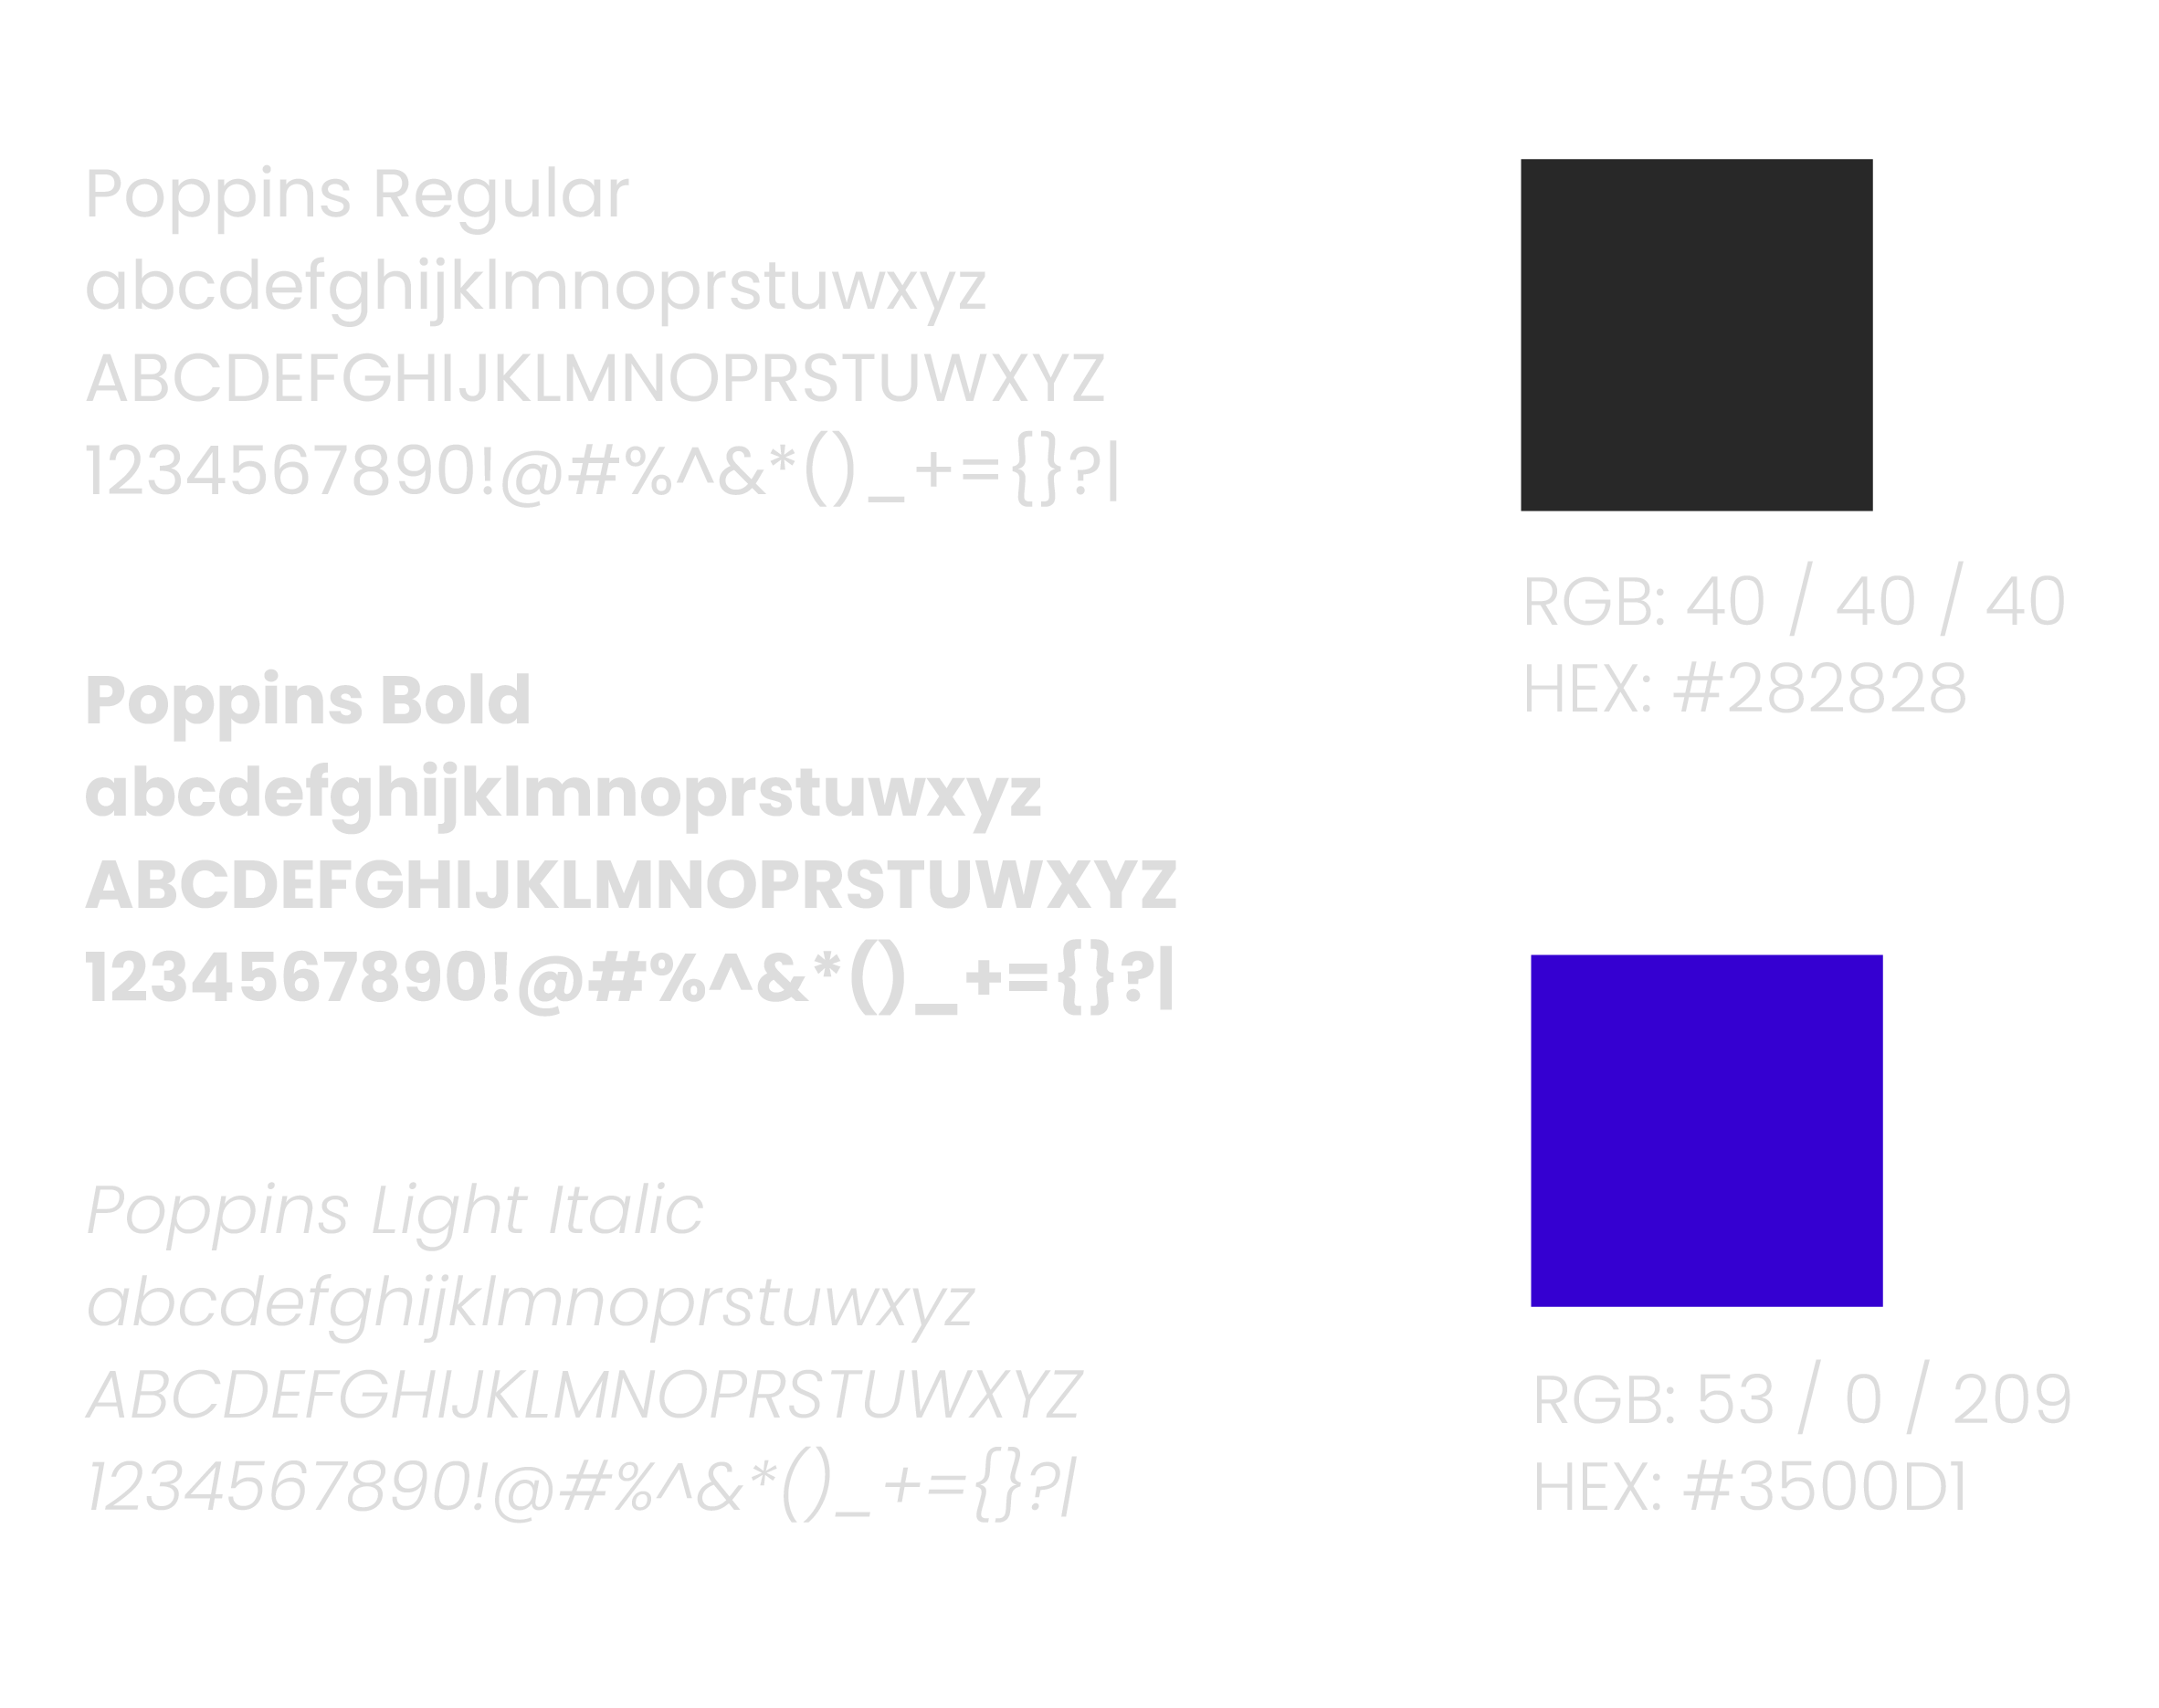 Poppins Regular
abcdefghijklmnoprstuwxyz
ABCDEFGHIJKLMNOPRSTUWXYZ
1234567890!@#%^&*()_+={}?|
Poppins Bold
abcdefghijklmnoprstuwxyz
ABCDEFGHIJKLMNOPRSTUWXYZ
1234567890!@#%^&*()_+={}?|
Poppins Light Italic
abcdefghijklmnoprstuwxyz
ABCDEFGHIJKLMNOPRSTUWXYZ
1234567890!@#%^&*()_+={}?|
RGB: 40 / 40 / 40
HEX: #282828
RGB: 53 / 0 / 209
HEX: #3500D1